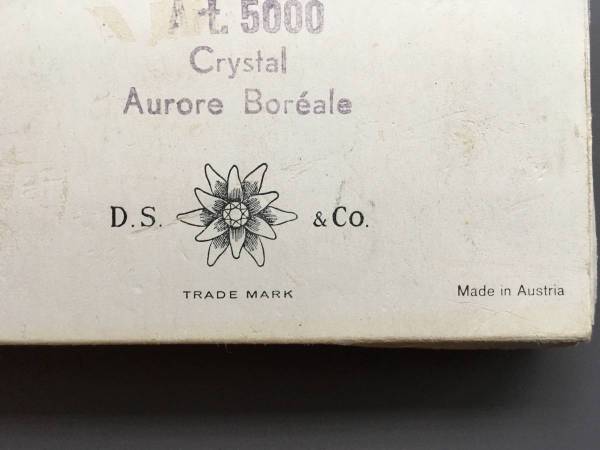 Art. 5000
Crystal
Aurore Boréale
D.S. & Co.
TRADE MARK
Made in Austria